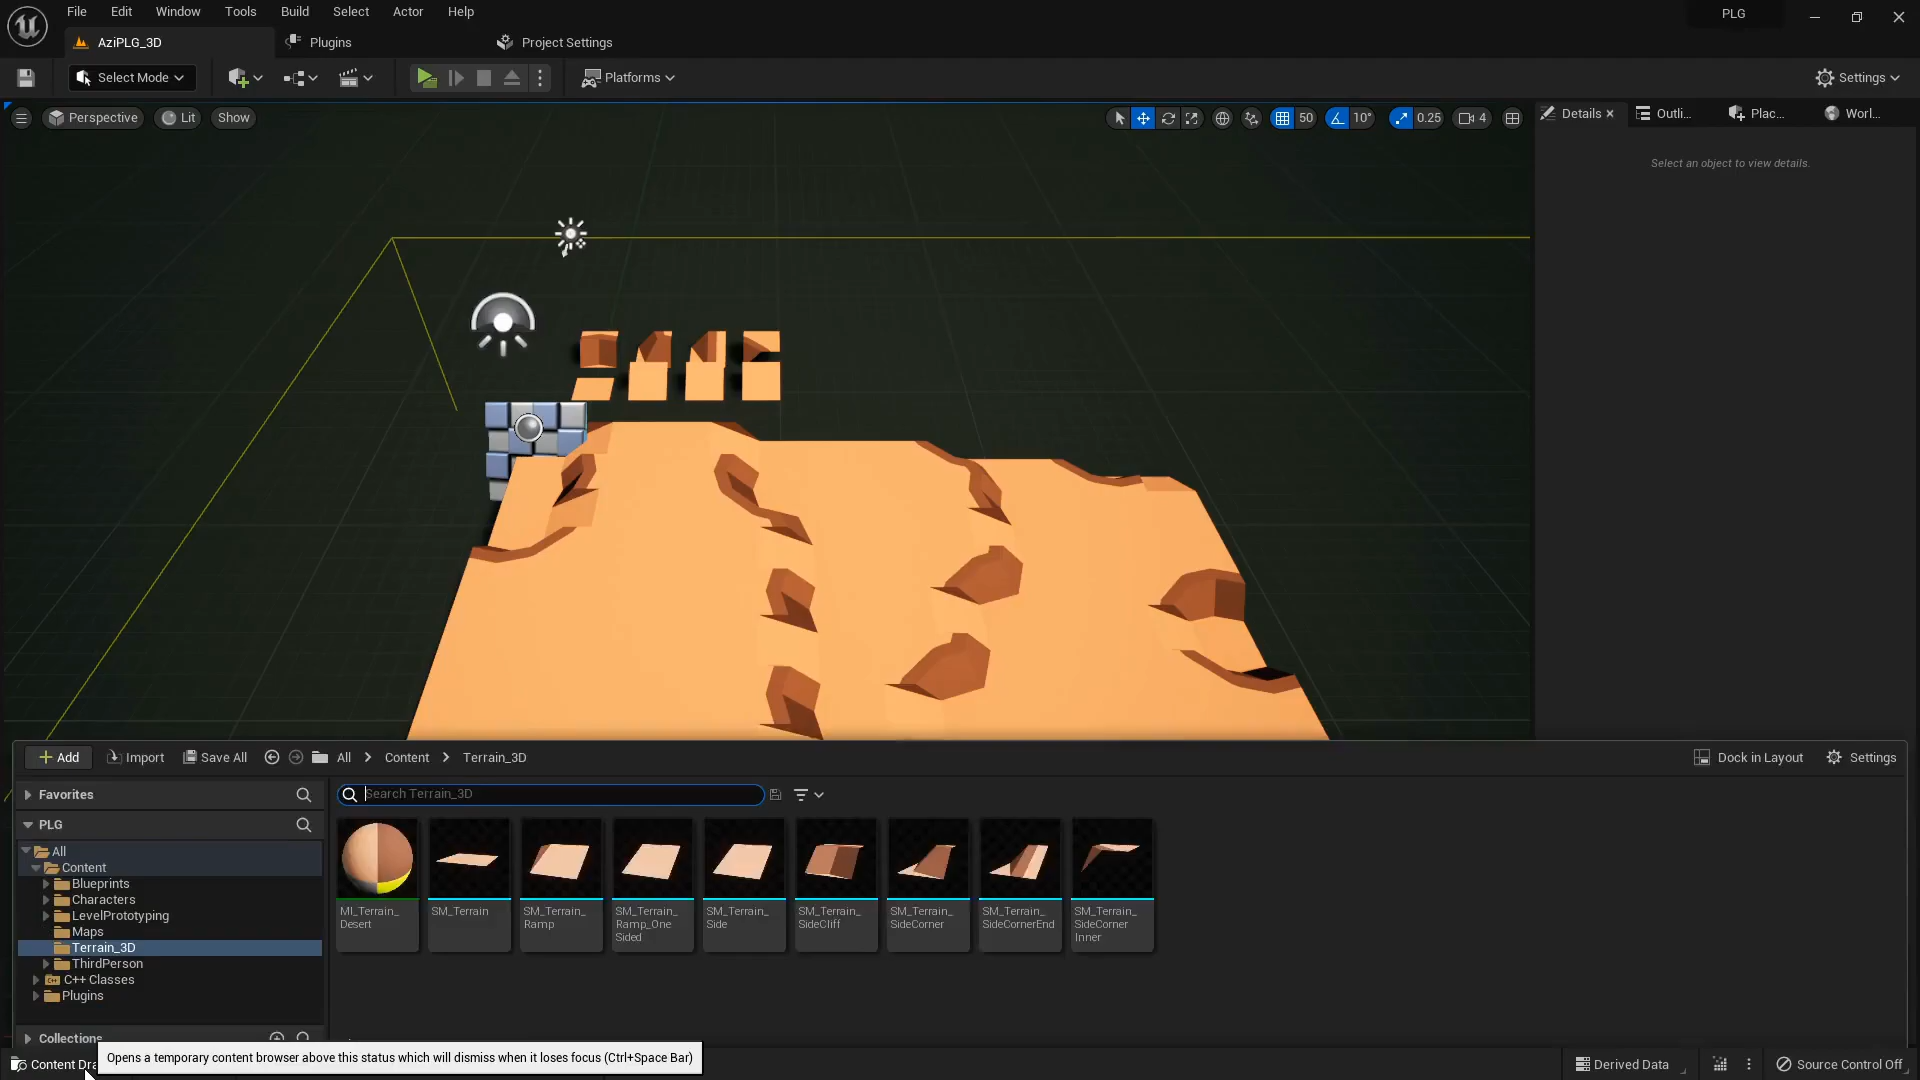 File Edit Window Tools Build Select Actor Help
PLG
AziPLG_3D
Plugins
Project Settings
Select Mode
Platforms
Settings
Perspective
Lit
Show
50
10°
0.25
4
Details
Outli...
Plac...
Worl...
Select an object to view details.
Add
Import
Save All
All
Content
Terrain_3D
Dock in Layout
Settings
Favorites
Search Terrain_3D
PLG
All
Content
Blueprints
Characters
LevelPrototyping
Maps
Terrain_3D
ThirdPerson
C++ Classes
Plugins
Collections
MI_Terrain_
Desert
SM_Terrain
SM_Terrain_
Ramp
SM_Terrain_
Ramp_One
Sided
SM_Terrain_
Side
SM_Terrain_
SideCliff
SM_Terrain_
SideCorner
SM_Terrain_
SideCornerEnd
SM_Terrain_
SideCorner
Inner
Opens a temporary content browser above this status which will dismiss when it loses focus (Ctrl+Space Bar)
Content Dra
Derived Data
Source Control Off